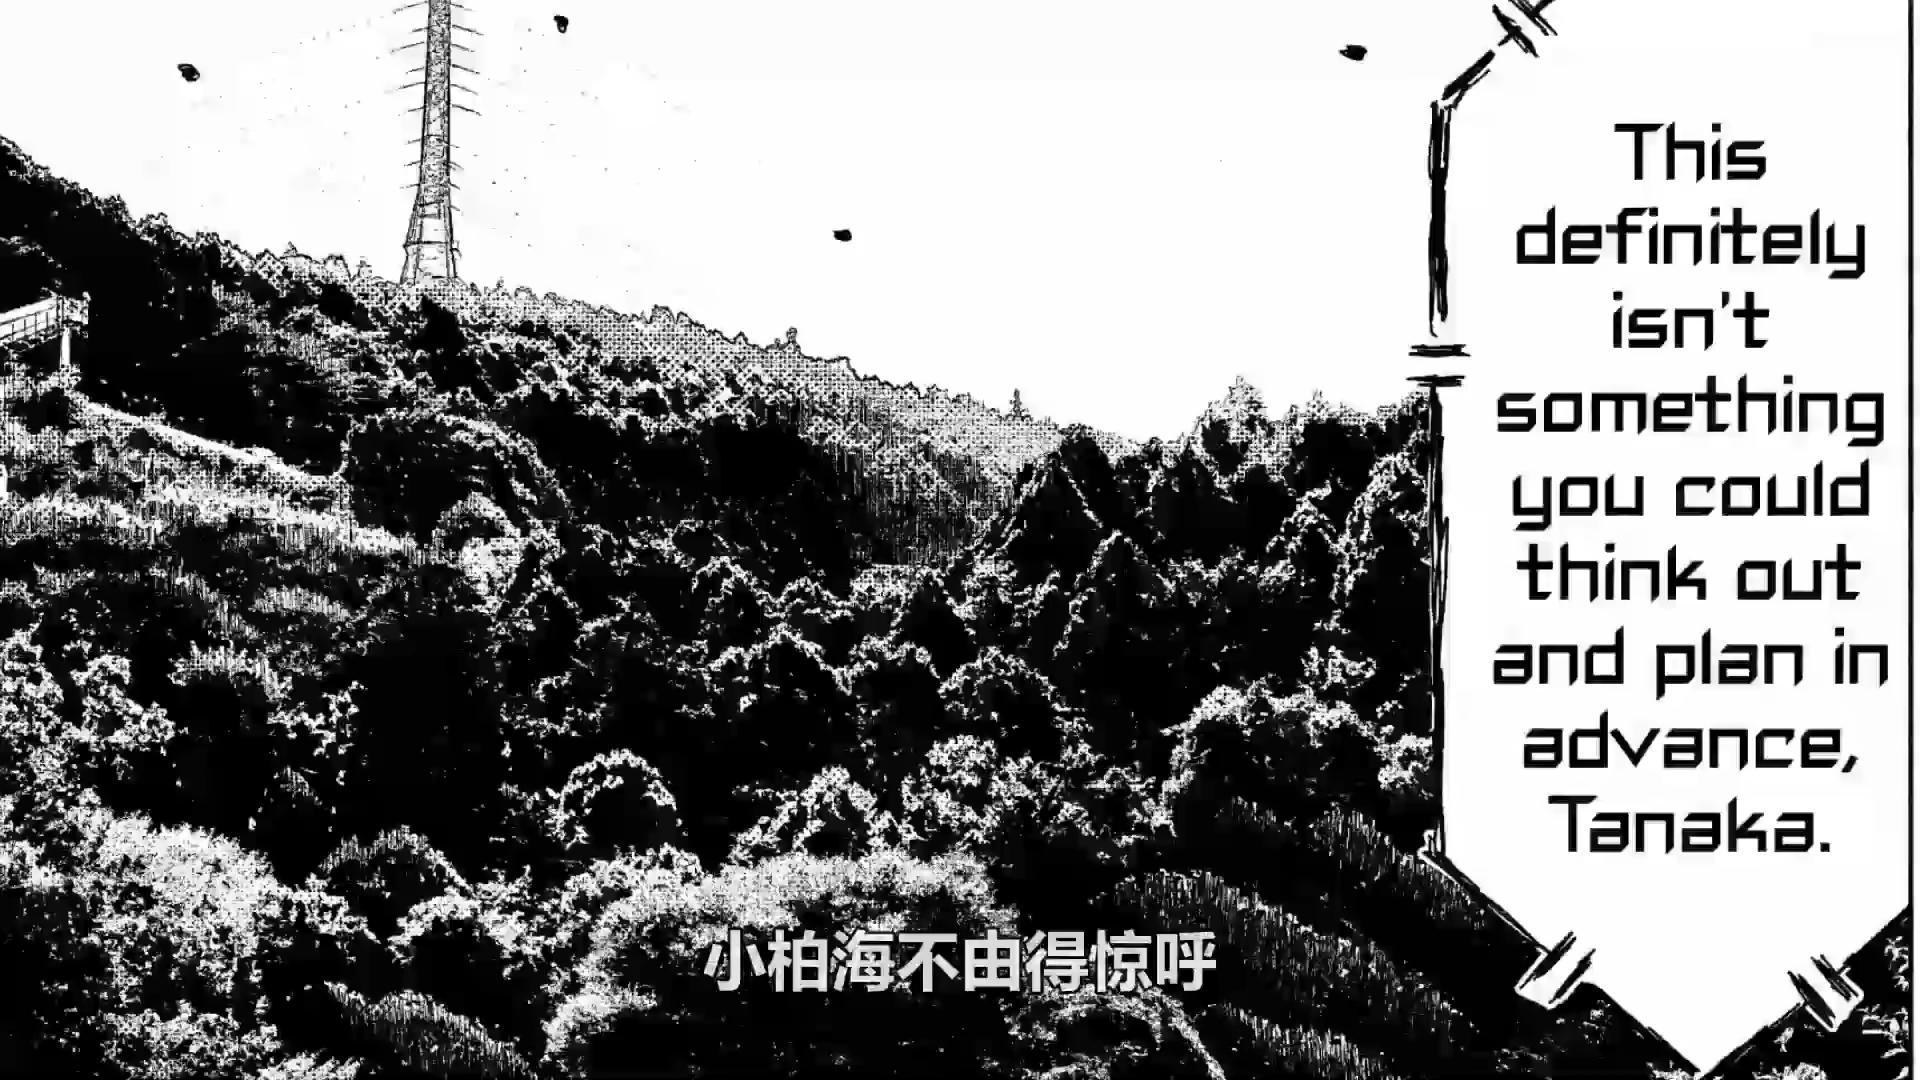 This
definitely
isn't
something
you could
think out
and plan in
advance,
Tanaka.
小柏海不由得惊呼